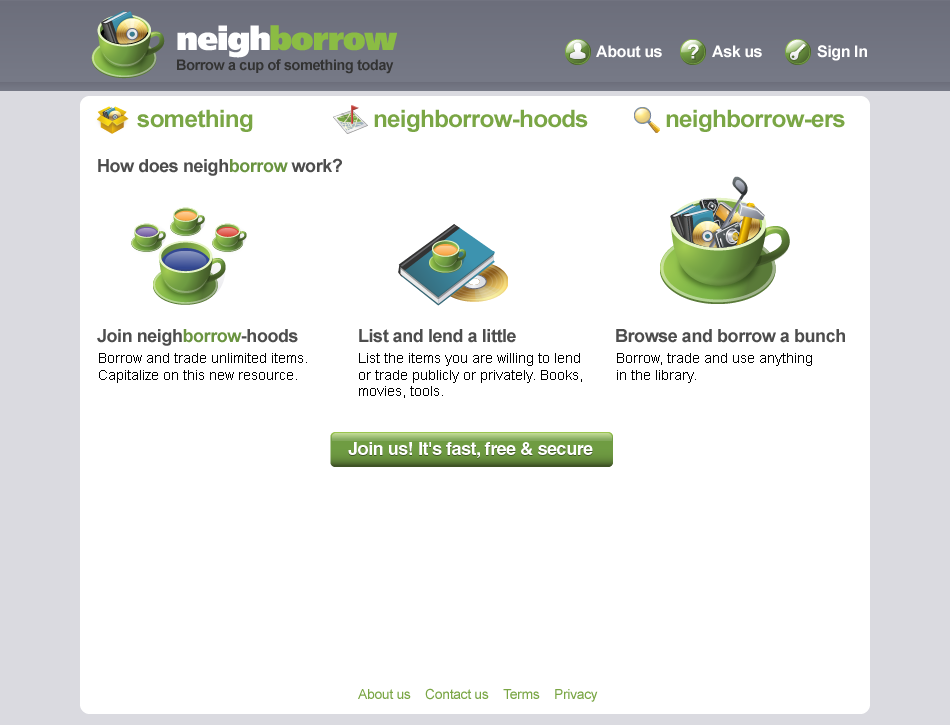 neighborrow
Borrow a cup of something today
About us
Ask us
Sign In
something
neighborrow-hoods
neighborrow-ers
How does neighborrow work?
Join neighborrow-hoods
Borrow and trade unlimited items.
Capitalize on this new resource.
List and lend a little
List the items you are willing to lend
or trade publicly or privately. Books,
movies, tools.
Browse and borrow a bunch
Borrow, trade and use anything
in the library.
Join us! It's fast, free & secure
About us
Contact us
Terms
Privacy